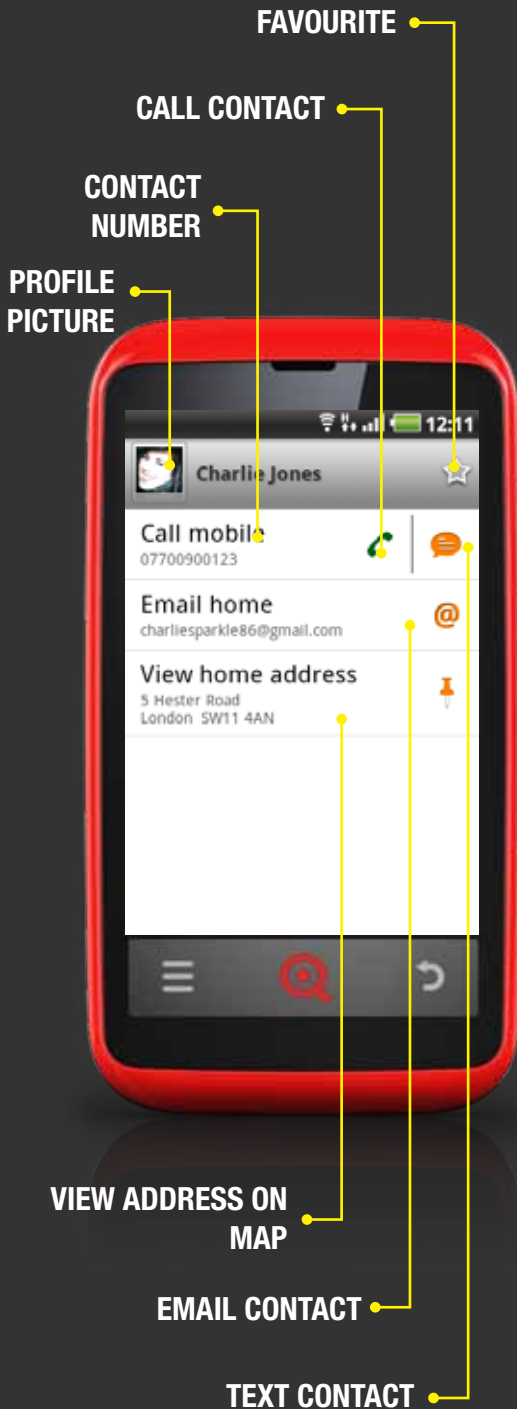 FAVOURITE
CALL CONTACT
CONTACT
NUMBER
PROFILE
PICTURE
12:11
Charlie Jones
Call mobile
07700900123
Email home
charliesparkle86@gmail.com
View home address
5 Hester Road
London SW11 4AN
VIEW ADDRESS ON
MAP
EMAIL CONTACT
TEXT CONTACT